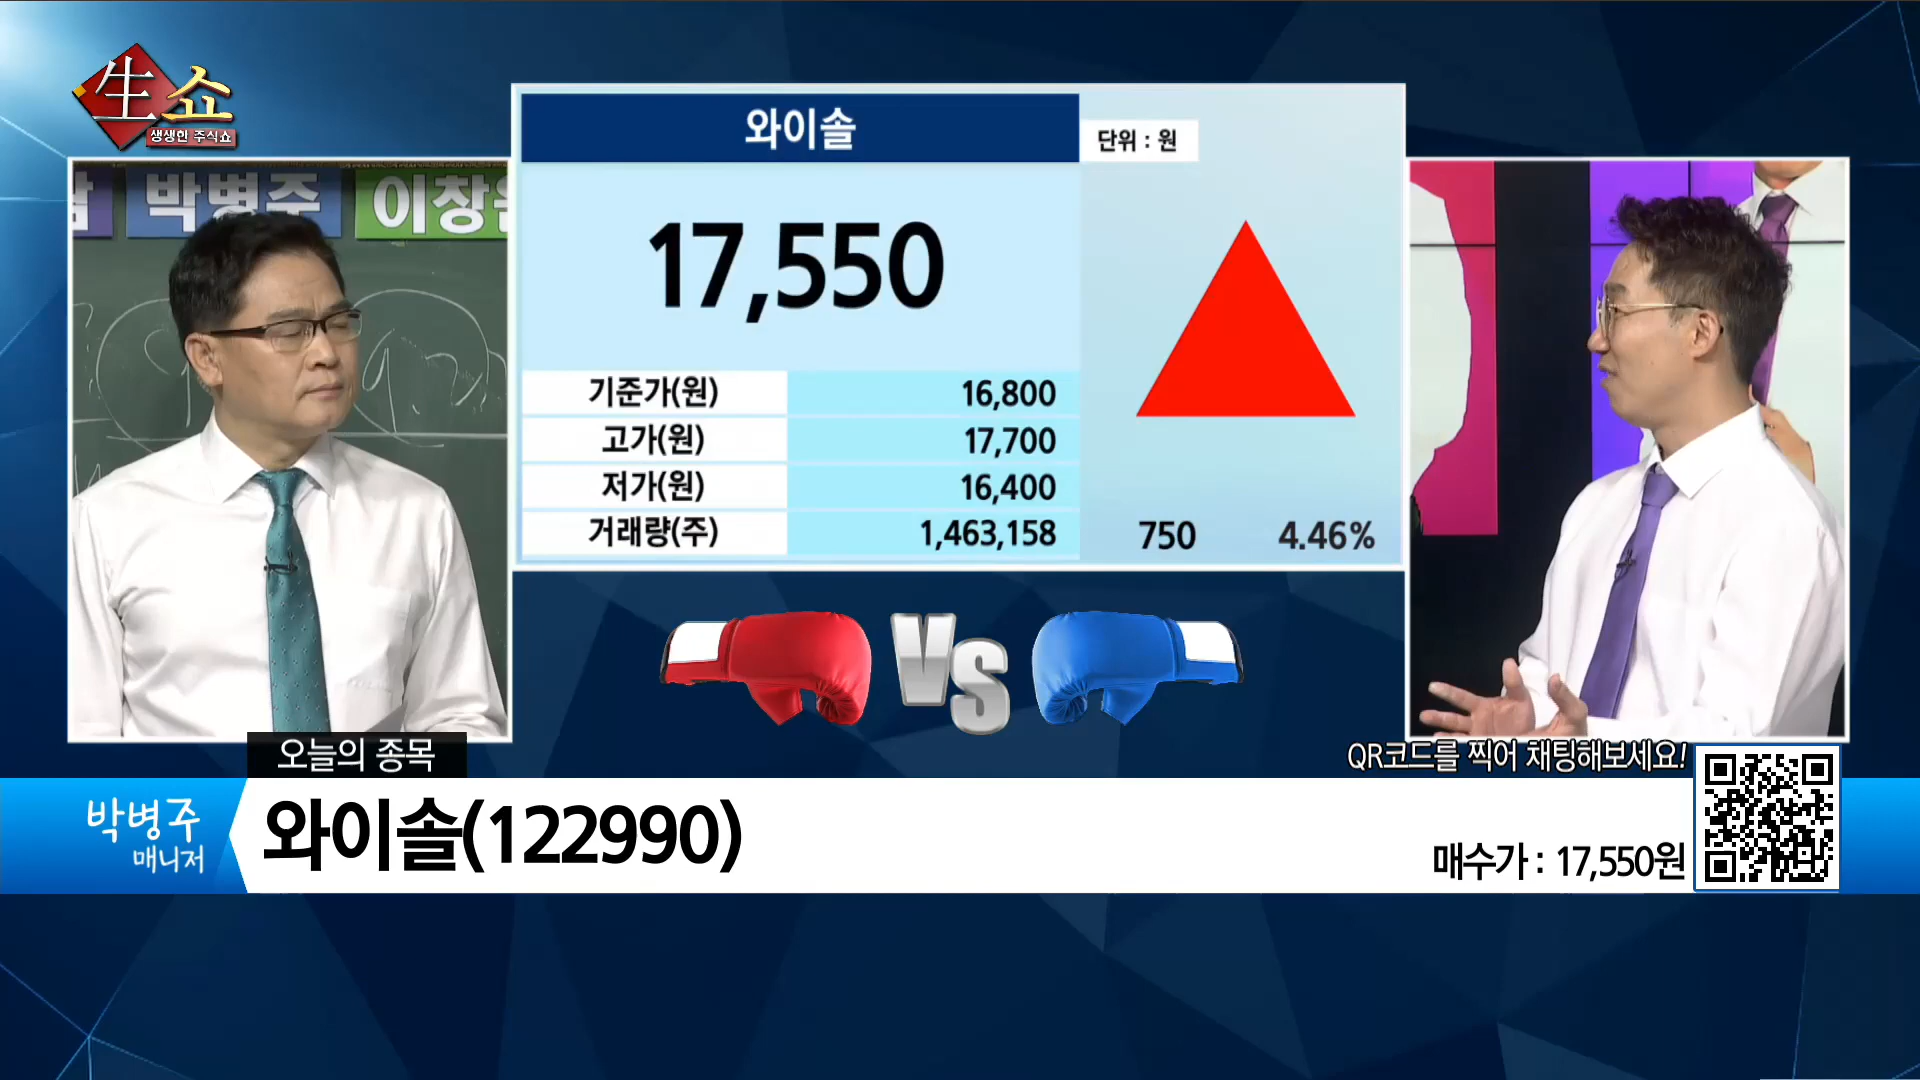 生쇼
생생한 주식쇼
박병주
이창
와이솔
단위 : 원
17,550
기준가(원) 16,800
고가(원) 17,700
저가(원) 16,400
거래량(주) 1,463,158
750 4.46%
VS
오늘의 종목
QR코드를 찍어 채팅해보세요!
박병주
매니저
와이솔(122990)
매수가 : 17,550원